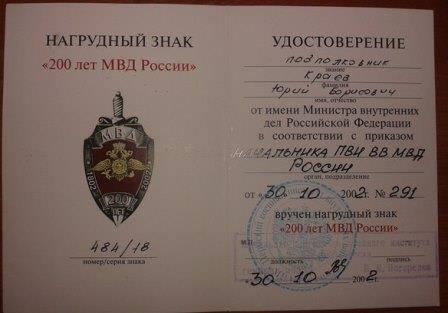 НАГРУДНЫЙ ЗНАК
«200 лет МВД России»
МВД
1802
2002
200
ЛЕТ
484/18
номер/серия знака
УДОСТОВЕРЕНИЕ
подполковник
звание
Краев
фамилия
Юрий Борисович
имя, отчество
от имени Министра внутренних
дел Российской Федерации
в соответствии с приказом
НАЧАЛЬНИКА ПВИ ВВ МВД
РОССИИ
орган, подразделение
от «30» 10 2002г. № 291
вручен нагрудный знак
«200 лет МВД России»
М.П.
института
должность
«30» 10 2002 г.
подпись